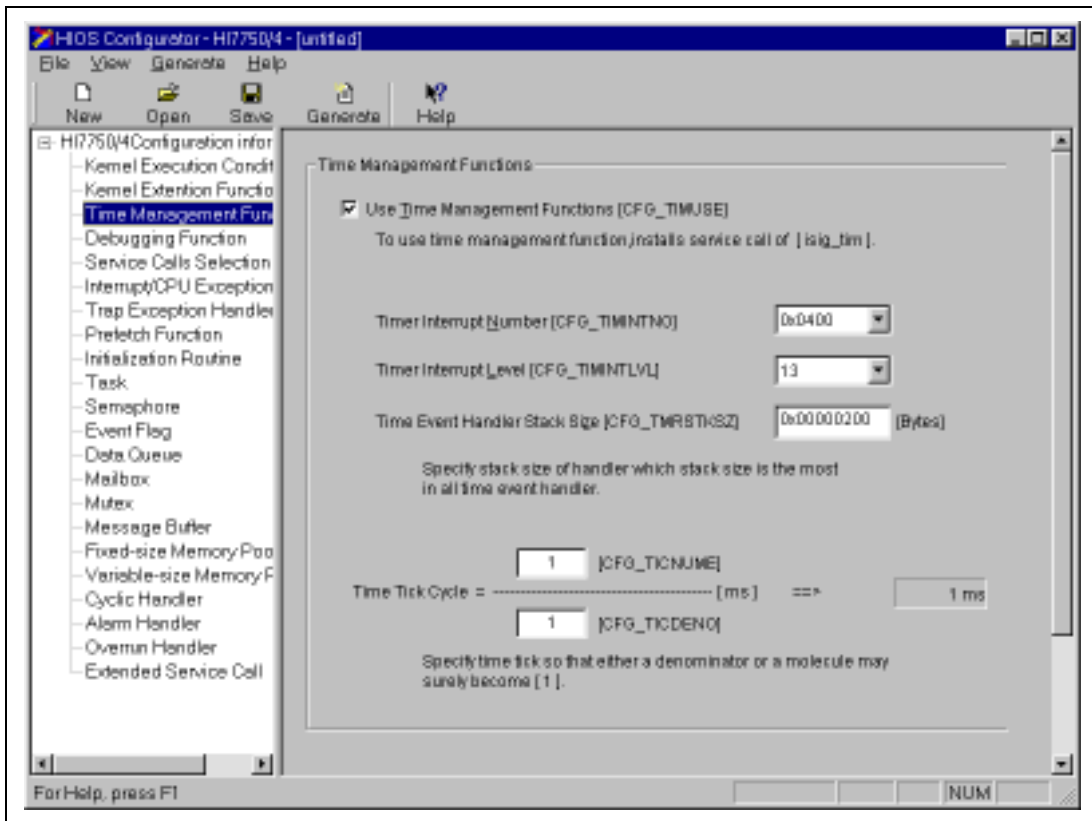 HIOS Configurator - HI7750/4 - [untitled]
File View Generate Help
New Open Save Generate Help
HI7750/4Configuration infor
Kernel Execution Condit
Kernel Extention Functio
Time Management Fun
Debugging Function
Service Calls Selection
Interrupt/CPU Exception
Trap Exception Handler
Prefetch Function
Initialization Routine
Task
Semaphore
Event Flag
Data Queue
Mailbox
Mutex
Message Buffer
Fixed-size Memory Poo
Variable-size Memory P
Cyclic Handler
Alarm Handler
Overrun Handler
Extended Service Call
Time Management Functions
Use Time Management Functions [CFG_TIMUSE]
To use time management function,installs service call of [ isig_tim ].
Timer Interrupt Number [CFG_TIMINTNO] 0x0400
Timer Interrupt Level [CFG_TIMINTLVL] 13
Time Event Handler Stack Size [CFG_TMRSTKSZ] 0x00000200 [Bytes]
Specify stack size of handler which stack size is the most
in all time event handler.
1 [CFG_TICNUME]
Time Tick Cycle = ---------------------------------------- [ ms ] ==> 1 ms
1 [CFG_TICDENO]
Specify time tick so that either a denominator or a molecule may
surely become [ 1 ].
For Help, press F1 NUM